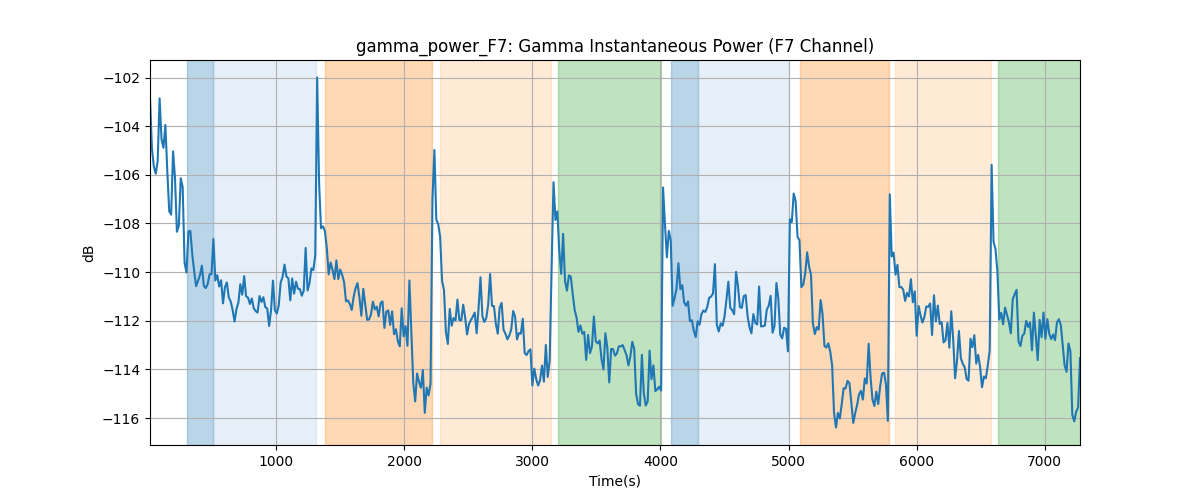 gamma_power_F7: Gamma Instantaneous Power (F7 Channel)
−102
−104
−106
−108
−110
−112
−114
−116
dB
1000 2000 3000 4000 5000 6000 7000
Time(s)